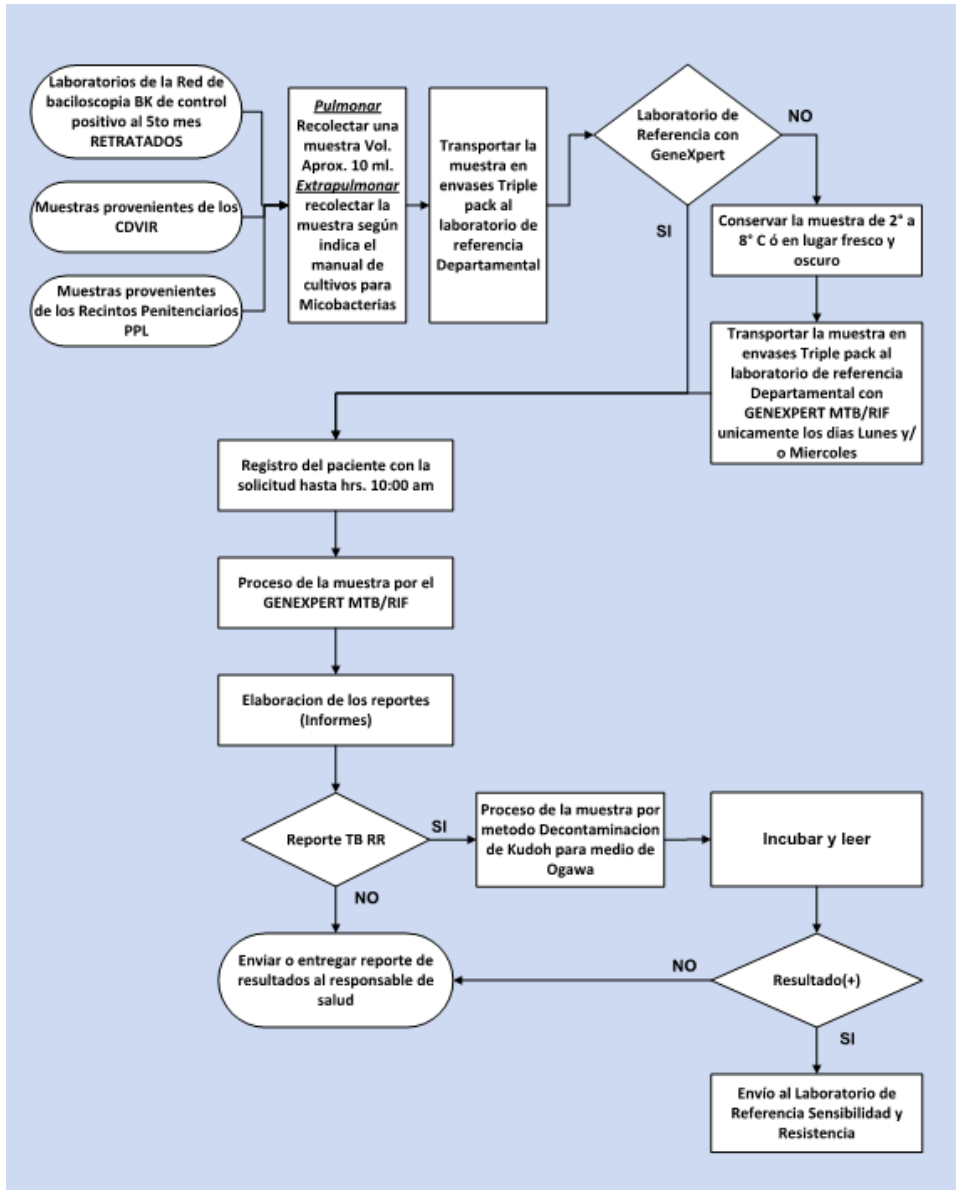 Laboratorios de la Red de
baciloscopia BK de control
positivo al 5to mes
RETRATADOS
Muestras provenientes de los
CDVIR
Muestras provenientes
de los Recintos Penitenciarios
PPL
Pulmonar
Recolectar una
muestra Vol.
Aprox. 10 ml.
Extrapulmonar
recolectar la
muestra según
indica el
manual de
cultivos para
Micobacterias
Transportar la
muestra en
envases Triple
pack al
laboratorio de
referencia
Departamental
Laboratorio de
Referencia con
GeneXpert
NO
SI
Conservar la muestra de 2° a
8° C ó en lugar fresco y
oscuro
Transportar la muestra en
envases Triple pack al
laboratorio de referencia
Departamental con
GENEXPERT MTB/RIF
unicamente los dias Lunes y/
o Miercoles
Registro del paciente con la
solicitud hasta hrs. 10:00 am
Proceso de la muestra por el
GENEXPERT MTB/RIF
Elaboracion de los reportes
(Informes)
Reporte TB RR
SI
NO
Proceso de la muestra por
metodo Decontaminacion
de Kudoh para medio de
Ogawa
Incubar y leer
Resultado(+)
NO
SI
Enviar o entregar reporte de
resultados al responsable de
salud
Envío al Laboratorio de
Referencia Sensibilidad y
Resistencia